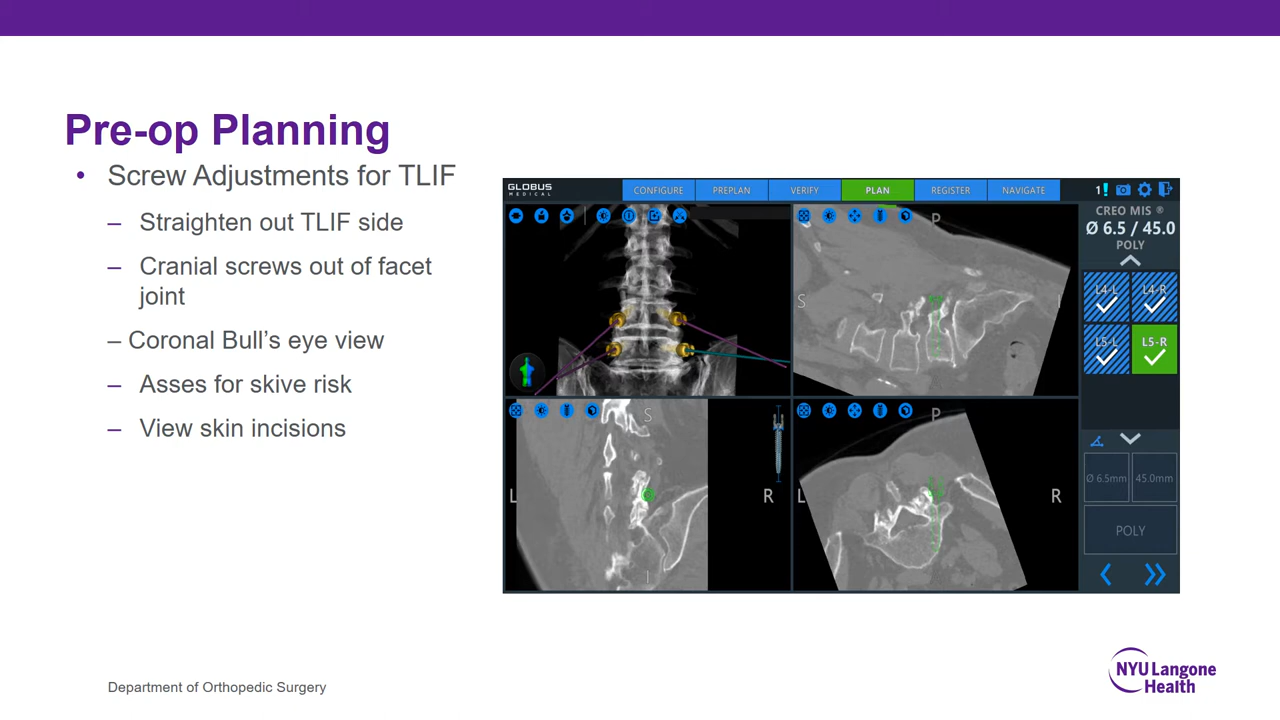 Pre-op Planning
• Screw Adjustments for TLIF
– Straighten out TLIF side
– Cranial screws out of facet
joint
– Coronal Bull’s eye view
– Asses for skive risk
– View skin incisions
GLOBUS
MEDICAL
CONFIGURE
PREPLAN
VERIFY
PLAN
REGISTER
NAVIGATE
1!
CREO MIS ®
Ø 6.5 / 45.0
POLY
L4-L
L4-R
L5-L
L5-R
P
S
I
S
L
R
I
P
L
R
Ø 6.5mm
45.0mm
POLY
Department of Orthopedic Surgery
NYU Langone
Health